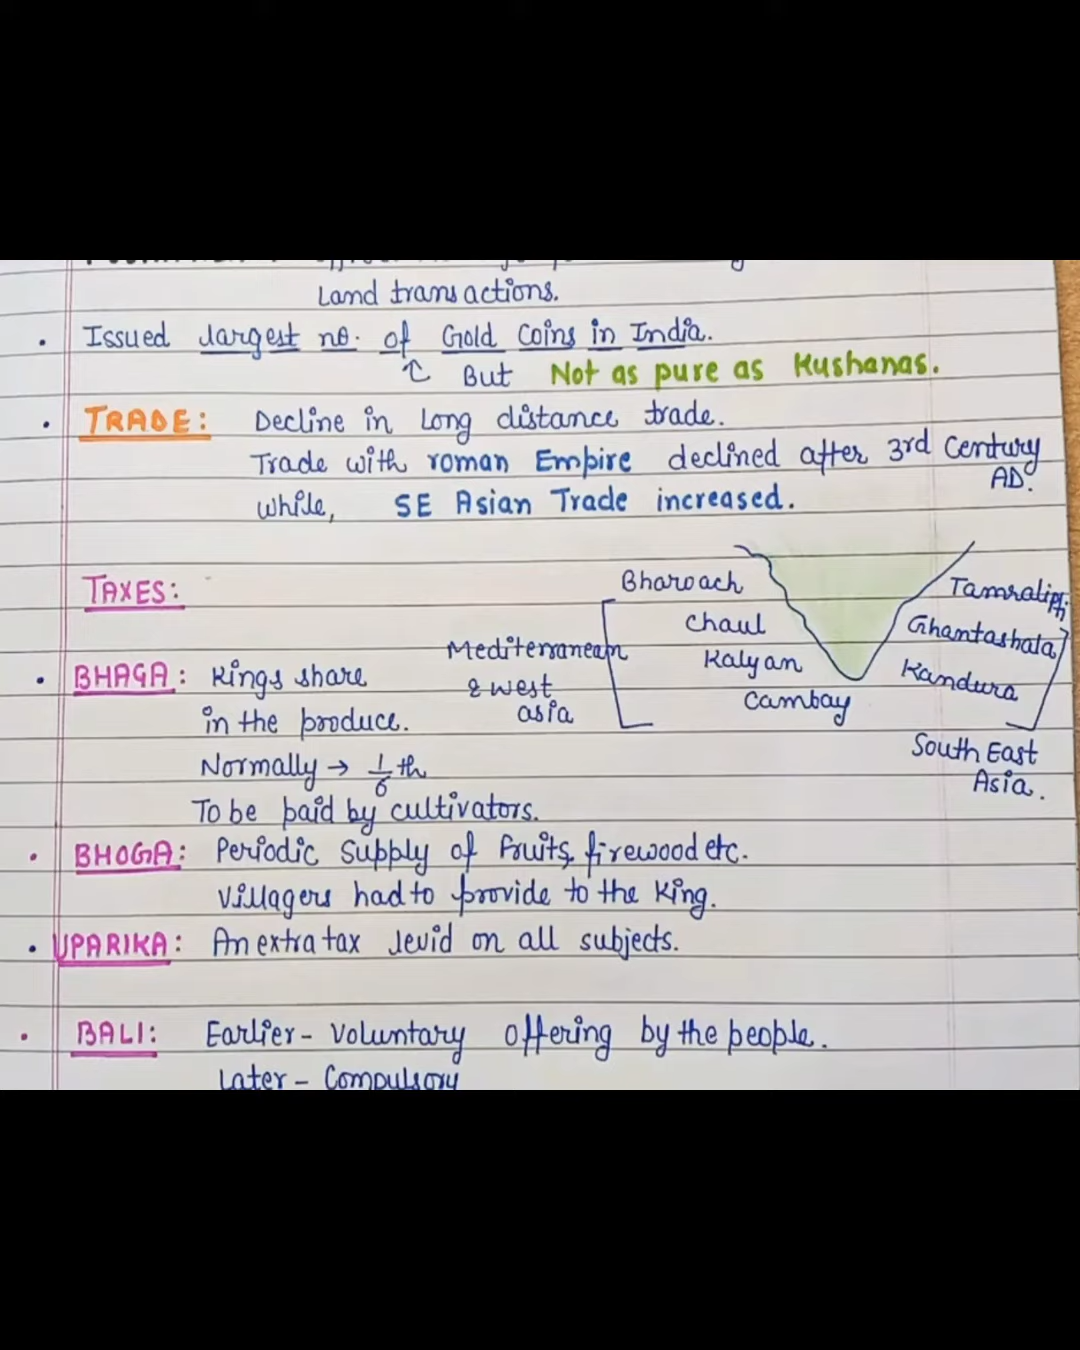 Land transactions.
• Issued largest no. of Gold Coins in India.
But Not as pure as Kushanas.
• TRADE: Decline in Long distance trade.
Trade with roman Empire declined after 3rd Century
AD.
while, SE Asian Trade increased.
TAXES:
Bharoach
Chaul
Kalyan
Cambay
Mediterranean
& west
asia
Tamralipti
Ghantashala
Kandura
South East
Asia.
• BHAGA: Kings share
in the produce.
Normally → 1/6 th
To be paid by cultivators.
• BHOGA: Periodic Supply of fruits, firewood etc.
Villagers had to provide to the King.
• UPARIKA: An extra tax levid on all subjects.
• BALI: Earlier - Voluntary offering by the people.
Later - Compulsory